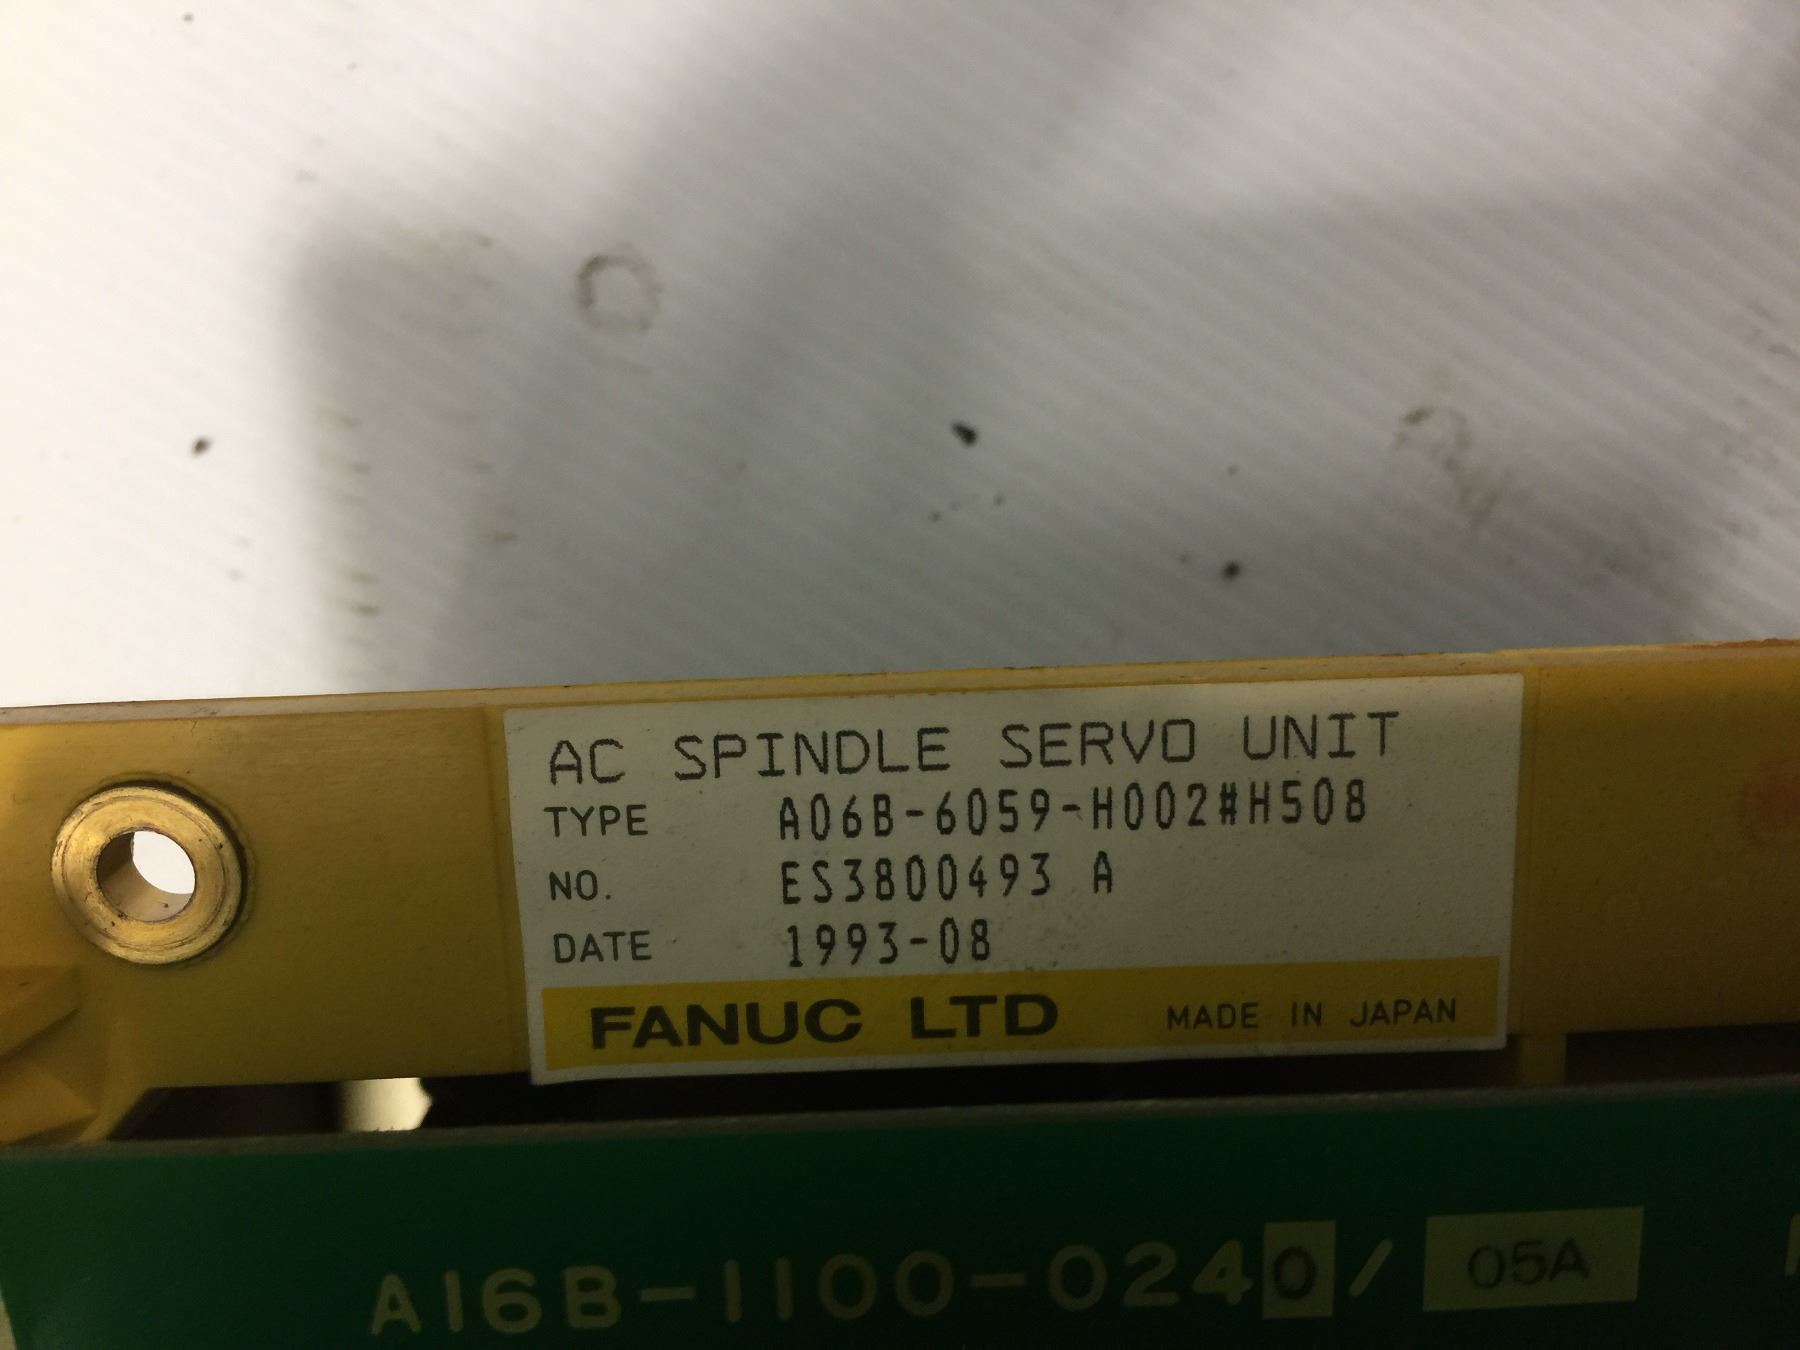 AC SPINDLE SERVO UNIT
TYPE A06B-6059-H002#H508
NO. ES3800493 A
DATE 1993-08
FANUC LTD MADE IN JAPAN
A16B-1100-0240/ 05A